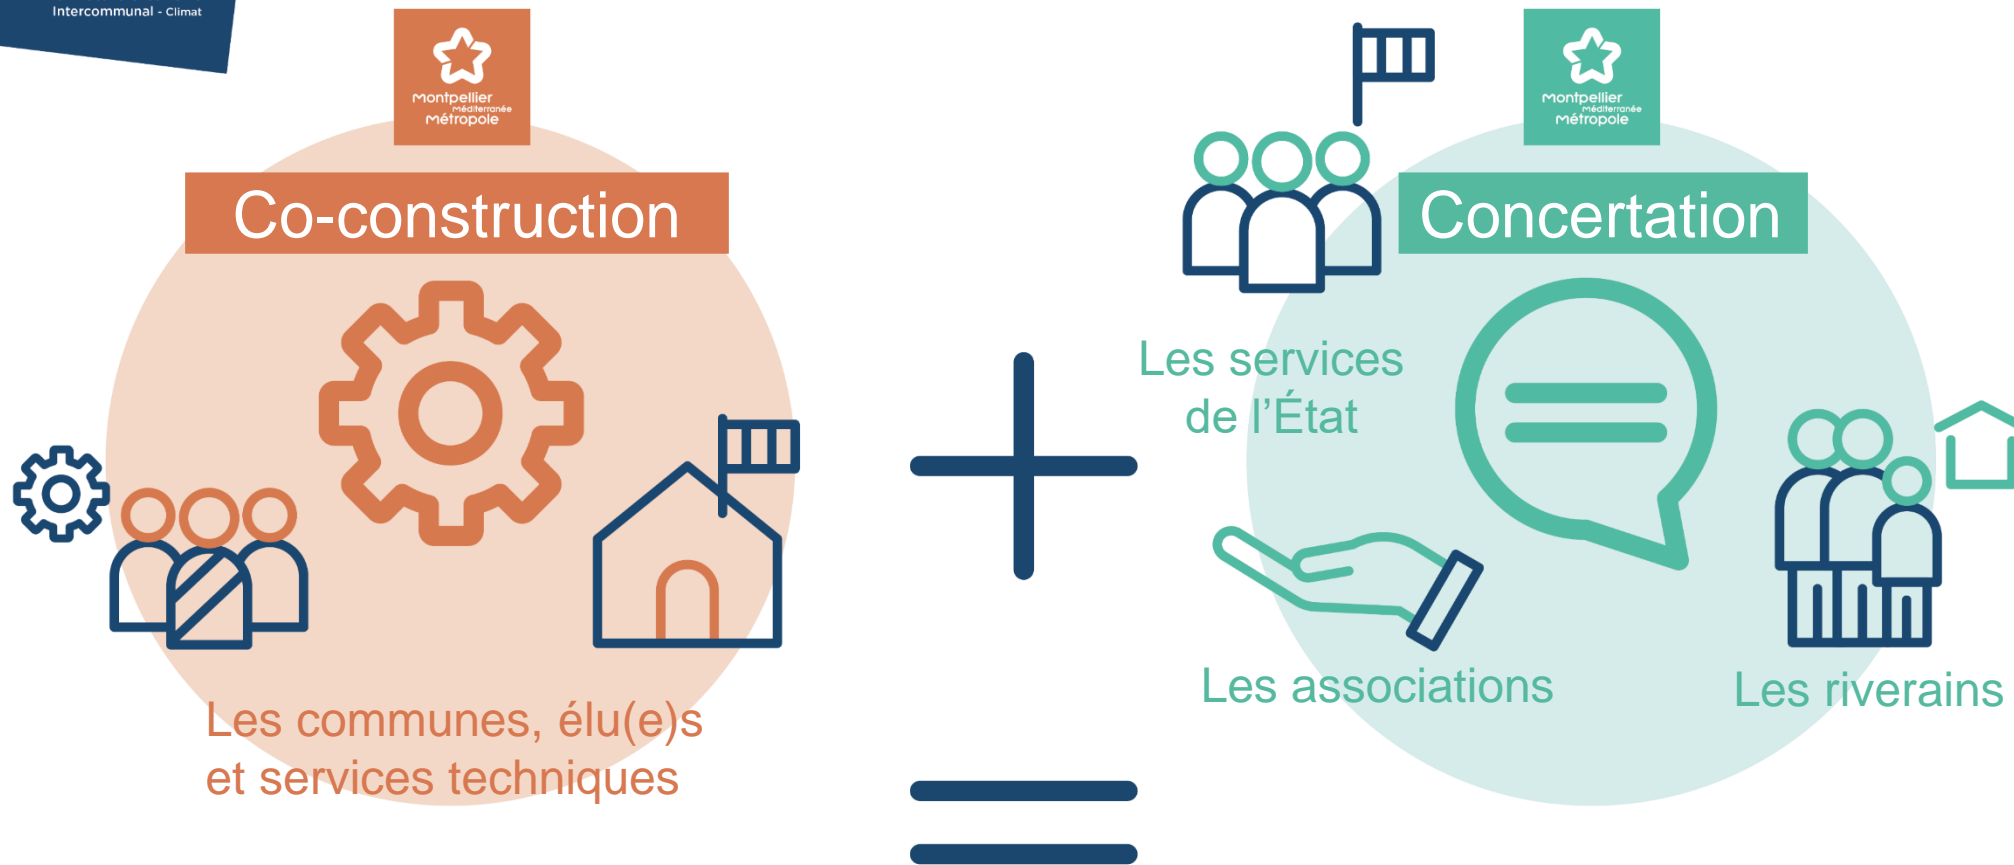 Intercommunal - Climat
Montpellier
Méditerranée
Métropole
Co-construction
Les communes, élu(e)s
et services techniques
Montpellier
Méditerranée
Métropole
Concertation
Les services
de l'État
Les associations
Les riverains